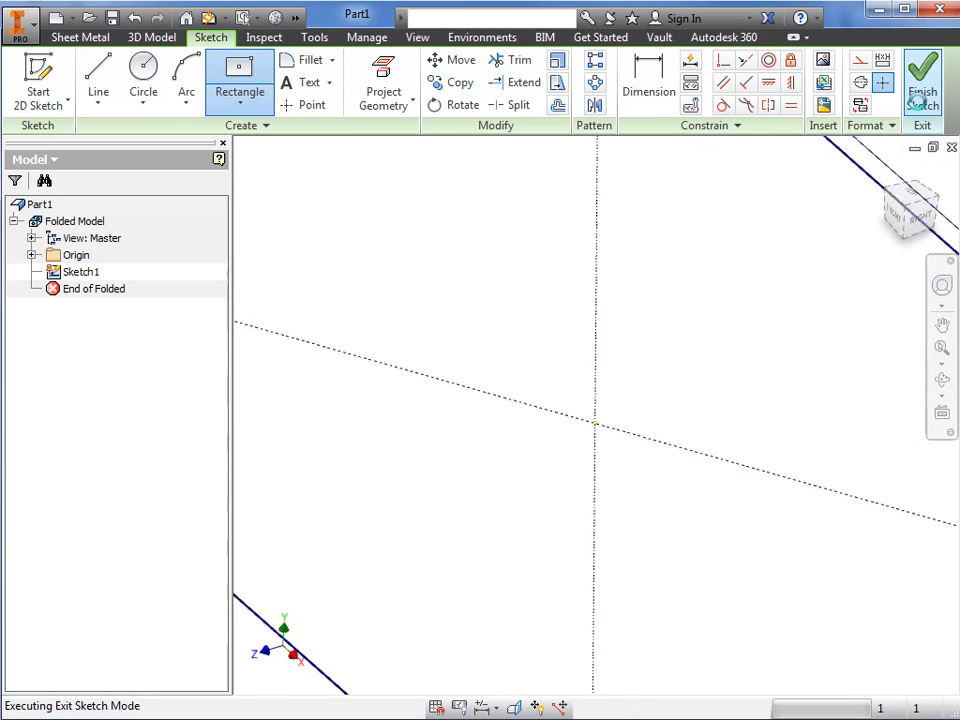 Part1
Sign In
PRO
Sheet Metal 3D Model Sketch Inspect Tools Manage View Environments BIM Get Started Vault Autodesk 360
Start
2D Sketch
Line
Circle
Arc
Rectangle
Fillet
Text
Point
Project
Geometry
Move
Copy
Rotate
Trim
Extend
Split
Dimension
Finish
Sketch
Sketch Create Modify Pattern Constrain Insert Format Exit
Model
Part1
Folded Model
View: Master
Origin
Sketch1
End of Folded
RIGHT
Y
Z
X
Executing Exit Sketch Mode
1 1